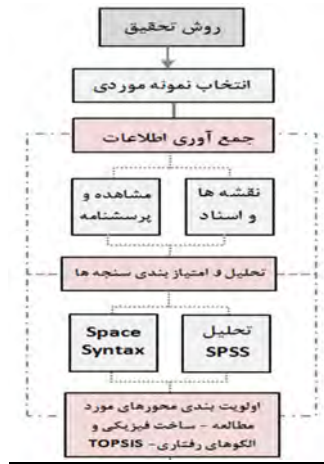 روش تحقیق
انتخاب نمونه موردی
جمع آوری اطلاعات
نقشه ها
و اسناد
مشاهده و
پرسشنامه
تحلیل و امتیاز بندی سنجه ها
تحلیل
SPSS
Space
Syntax
اولویت بندی محورهای مورد
مطالعه - ساخت فیزیکی و
الکوهای رفتاری- TOPSIS